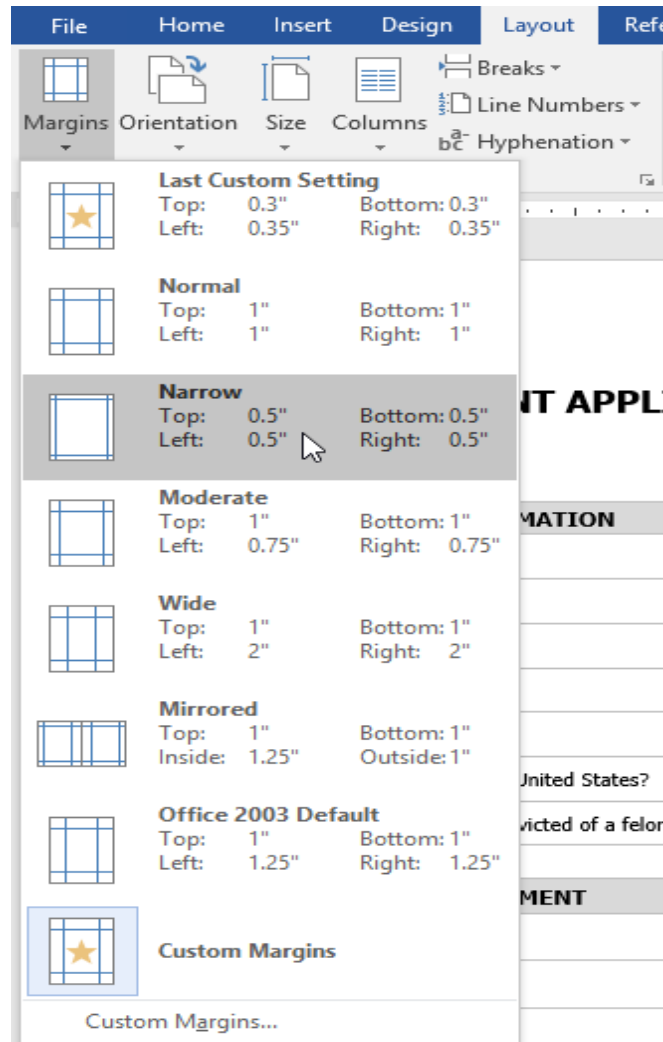 File Home Insert Design Layout Refe
Breaks
Line Numbers
Margins Orientation Size Columns
Hyphenation
Last Custom Setting
Top: 0.3" Bottom: 0.3"
Left: 0.35" Right: 0.35"
Normal
Top: 1" Bottom: 1"
Left: 1" Right: 1"
Narrow
Top: 0.5" Bottom: 0.5"
Left: 0.5" Right: 0.5"
NT APPL
Moderate
Top: 1" Bottom: 1"
Left: 0.75" Right: 0.75"
MATION
Wide
Top: 1" Bottom: 1"
Left: 2" Right: 2"
Mirrored
Top: 1" Bottom: 1"
Inside: 1.25" Outside: 1"
United States?
Office 2003 Default
Top: 1" Bottom: 1"
Left: 1.25" Right: 1.25"
victed of a felon
MENT
Custom Margins
Custom Margins...